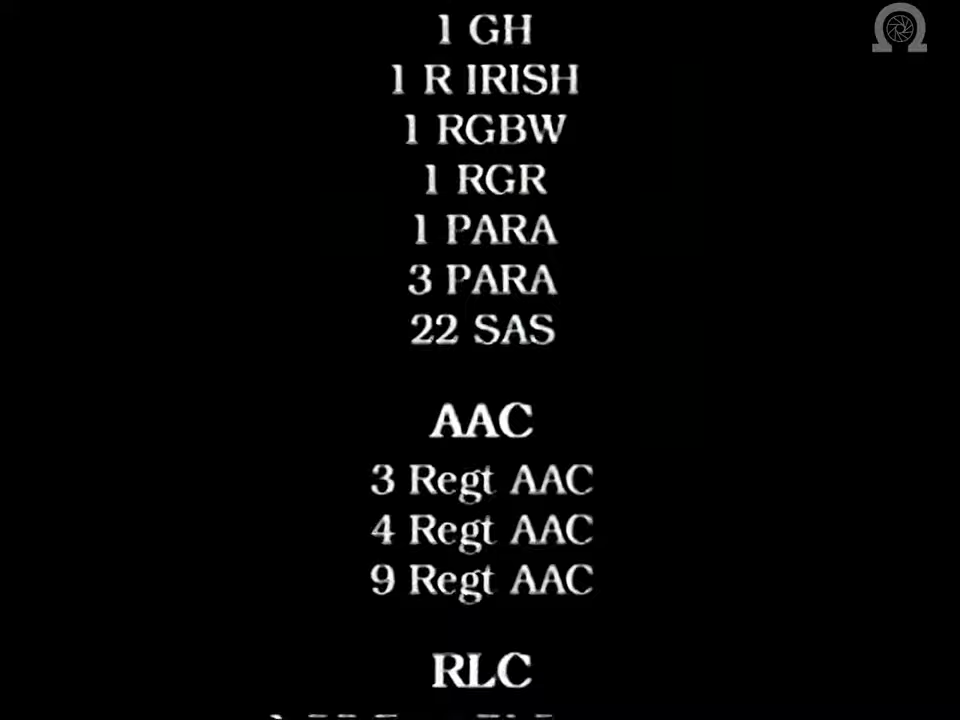 1 GH
1 R IRISH
1 RGBW
1 RGR
1 PARA
3 PARA
22 SAS
AAC
3 Regt AAC
4 Regt AAC
9 Regt AAC
RLC